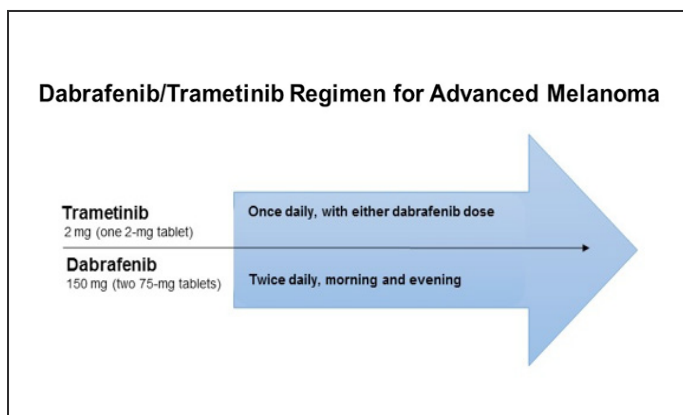 Dabrafenib/Trametinib Regimen for Advanced Melanoma
Trametinib
2 mg (one 2-mg tablet)
Once daily, with either dabrafenib dose
Dabrafenib
150 mg (two 75-mg tablets)
Twice daily, morning and evening